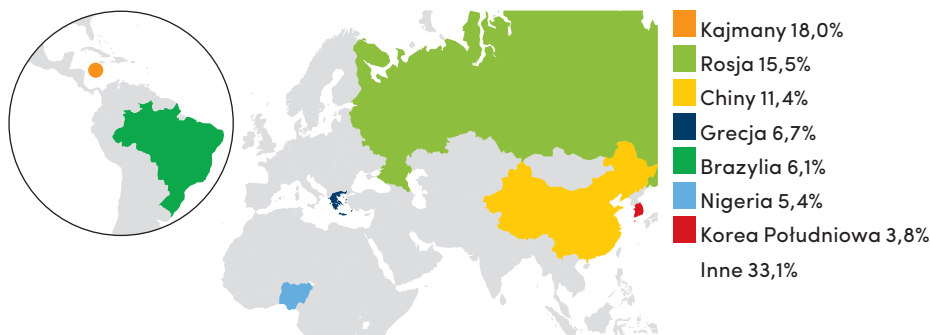 Kajmany 18,0%
Rosja 15,5%
Chiny 11,4%
Grecja 6,7%
Brazylia 6,1%
Nigeria 5,4%
Korea Południowa 3,8%
Inne 33,1%